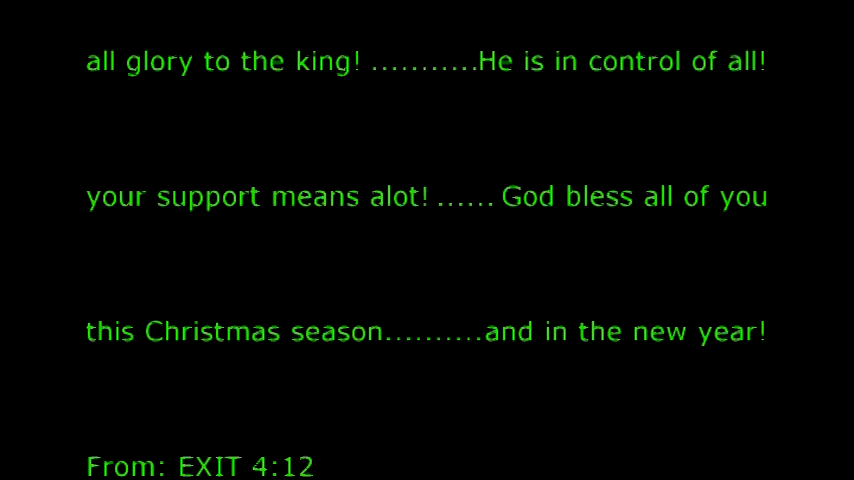 all glory to the king! ...........He is in control of all!
your support means alot! ...... God bless all of you
this Christmas season..........and in the new year!
From: EXIT 4:12